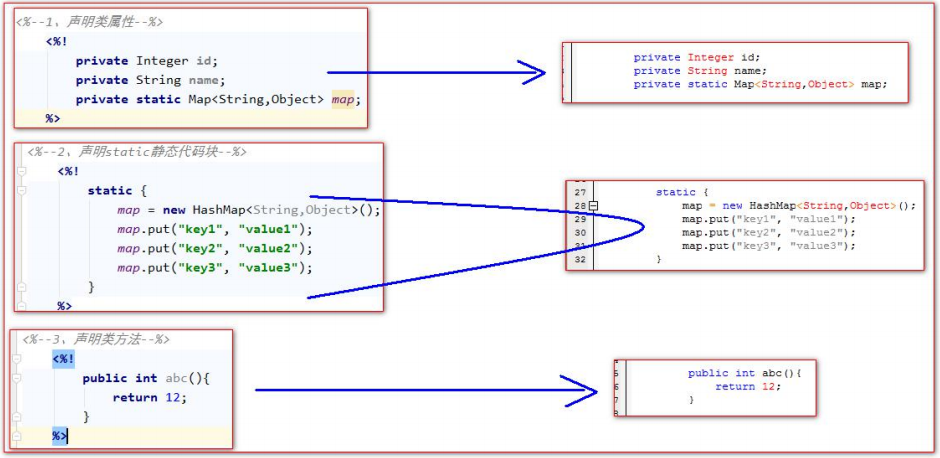 <%--1、声明类属性--%>
<%!
private Integer id;
private String name;
private static Map<String,Object> map;
%>
private Integer id;
private String name;
private static Map<String,Object> map;
<%--2、声明static静态代码块--%>
<%!
static {
map = new HashMap<String,Object>();
map.put("key1", "value1");
map.put("key2", "value2");
map.put("key3", "value3");
}
%>
27 static {
28 map = new HashMap<String,Object>();
29 map.put("key1", "value1");
30 map.put("key2", "value2");
31 map.put("key3", "value3");
32 }
<%--3、声明类方法--%>
<%!
public int abc(){
return 12;
}
%>
5 public int abc(){
6 return 12;
7 }